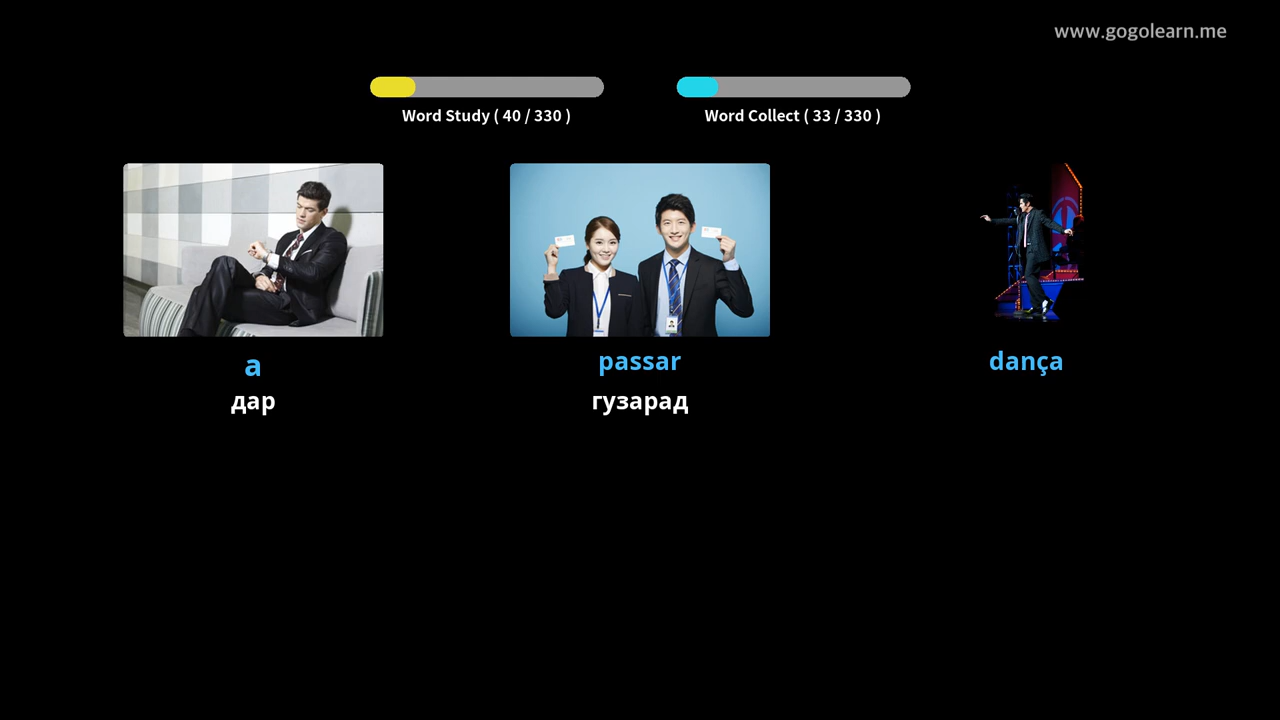 www.gogolearn.me
Word Study ( 40 / 330 )
Word Collect ( 33 / 330 )
a
passar
dança
дар
гузарад